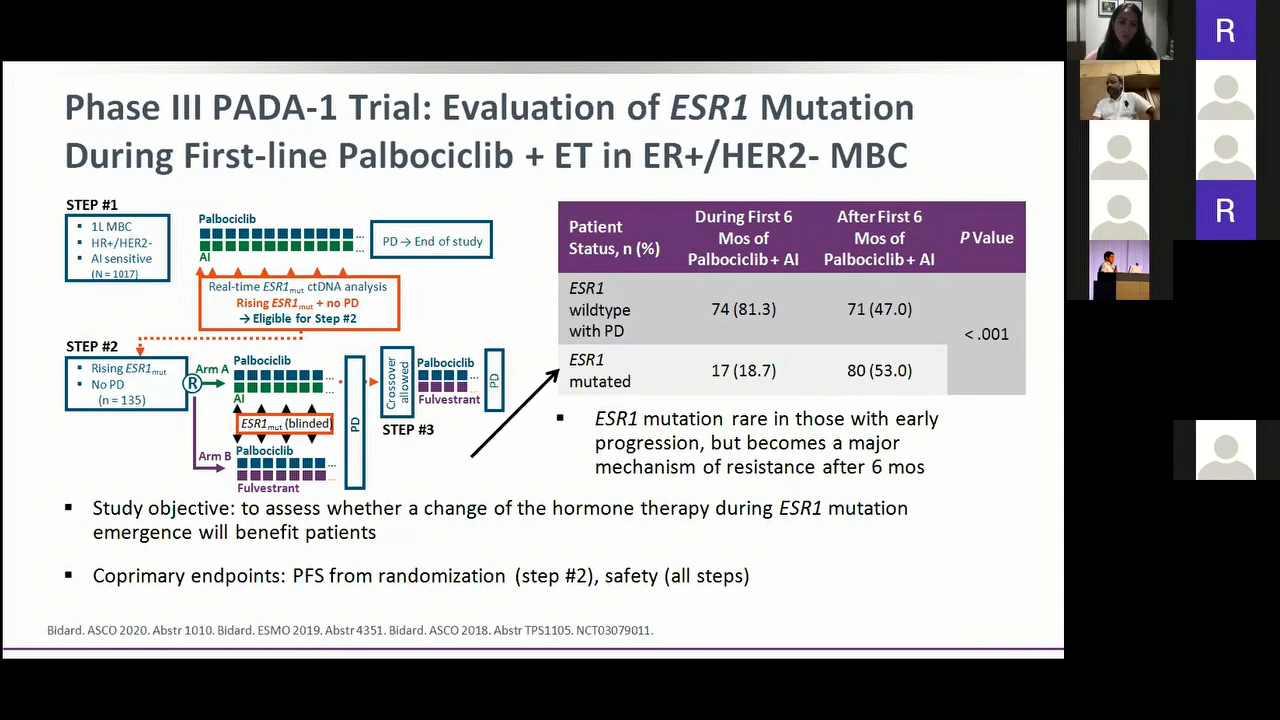 Phase III PADA-1 Trial: Evaluation of ESR1 Mutation
During First-line Palbociclib + ET in ER+/HER2- MBC
STEP #1
▪ 1L MBC
▪ HR+/HER2-
▪ AI sensitive
(N = 1017)
Palbociclib
...
...
AI
PD → End of study
Real-time ESR1mut ctDNA analysis
Rising ESR1mut + no PD
→ Eligible for Step #2
STEP #2
▪ Rising ESR1mut
▪ No PD
(n = 135)
R
Arm A
Palbociclib
...
...
AI
ESR1mut (blinded)
Arm B
Palbociclib
...
...
Fulvestrant
PD
Crossover
allowed
Palbociclib
...
...
Fulvestrant
PD
STEP #3
Patient
Status, n (%)
During First 6
Mos of
Palbociclib + AI
After First 6
Mos of
Palbociclib + AI
P Value
ESR1
wildtype
with PD
74 (81.3)
71 (47.0)
< .001
ESR1
mutated
17 (18.7)
80 (53.0)
▪ ESR1 mutation rare in those with early
progression, but becomes a major
mechanism of resistance after 6 mos
▪ Study objective: to assess whether a change of the hormone therapy during ESR1 mutation
emergence will benefit patients
▪ Coprimary endpoints: PFS from randomization (step #2), safety (all steps)
Bidard. ASCO 2020. Abstr 1010. Bidard. ESMO 2019. Abstr 4351. Bidard. ASCO 2018. Abstr TPS1105. NCT03079011.
R
R